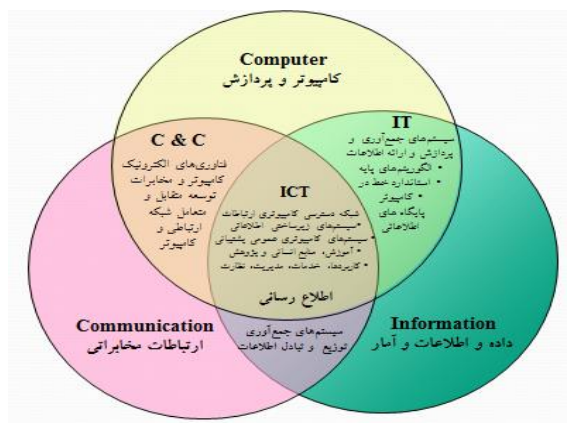 Computer
کامپیوتر و پردازش
C & C
فناوری‌های الکترونیک
کامپیوتر و مخابرات
توسعه متقابل و
متعامل شبکه
ارتباطی و
کامپیوتر
IT
سیستم‌های جمع‌آوری و
پردازش و ارائه اطلاعات
• الگوریتم‌های پایه
• استاندارد خط در
• کامپیوتر
پایگاه های
اطلاعاتی
ICT
شبکه دسترسی کامپیوتری ارتباطات
•سیستم‌های زیرساختی اطلاعاتی
•سیستم‌های کامپیوتری عمومی پشتیبانی
• آموزش، منابع انسانی و پژوهش
• کاربردها، خدمات، مدیریت، نظارت
اطلاع رسانی
Communication
ارتباطات مخابراتی
سیستم‌های جمع‌آوری
توزیع و تبادل اطلاعات
Information
داده و اطلاعات و آمار